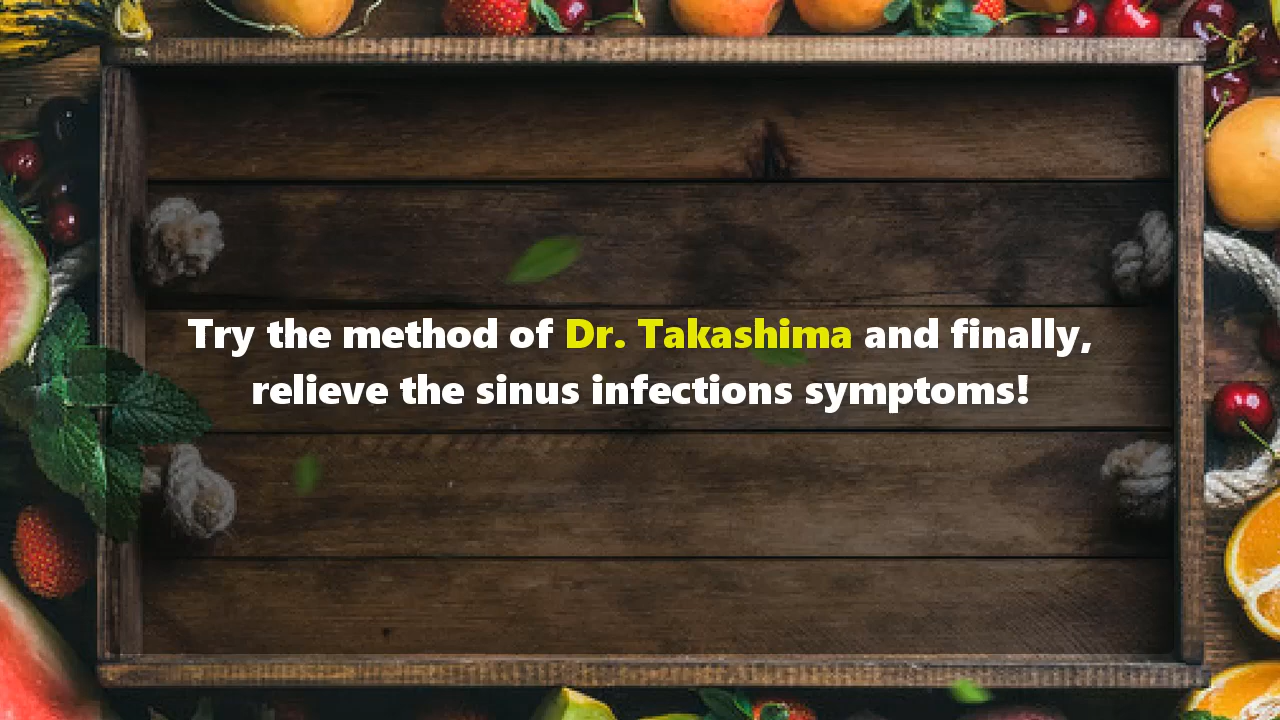 Try the method of Dr. Takashima and finally,
relieve the sinus infections symptoms!